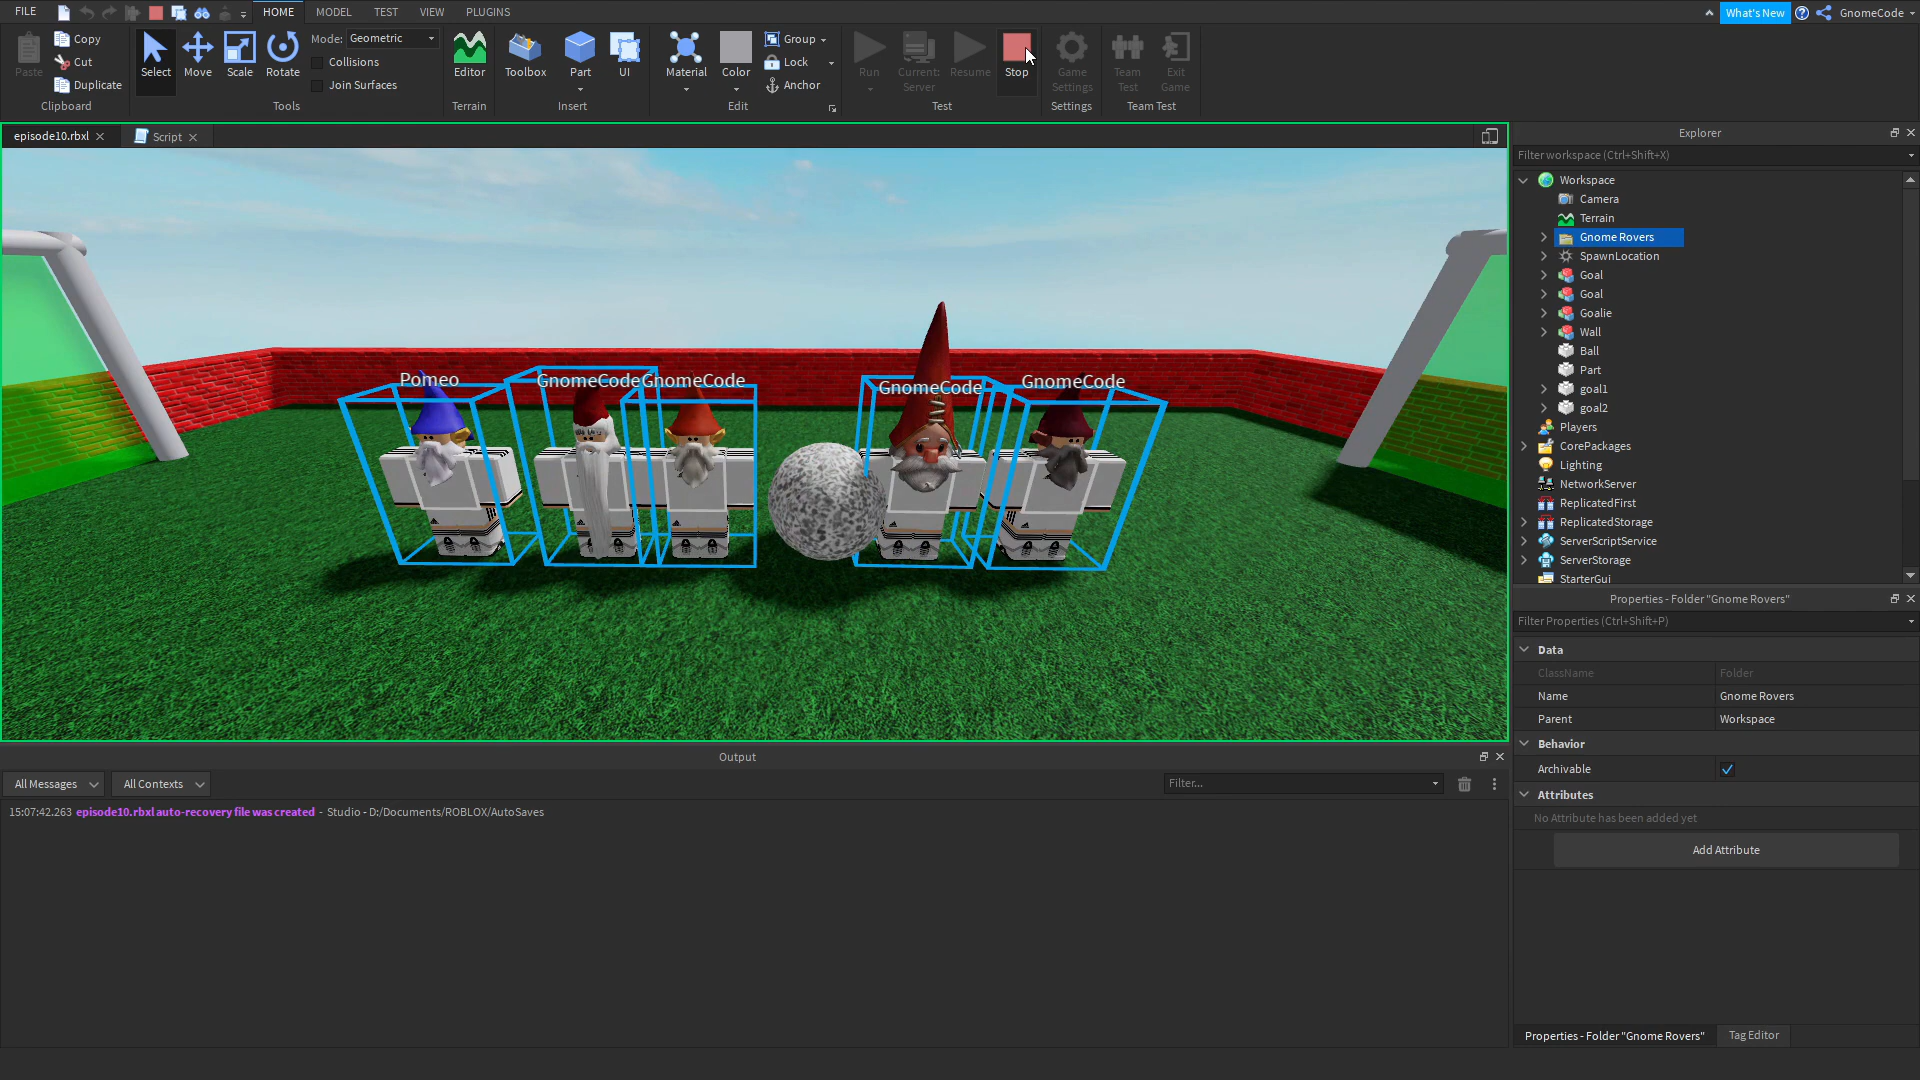 FILE HOME MODEL TEST VIEW PLUGINS What's New GnomeCode
Paste Copy Cut Duplicate
Clipboard
Select Move Scale Rotate Mode: Geometric Collisions Join Surfaces
Tools
Editor
Terrain
Toolbox Part UI
Insert
Material Color Group Lock Anchor
Edit
Run Current: Server Resume Stop
Test
Game Settings
Settings
Team Test Exit Game
Team Test
episode10.rbxl Script
Pomeo GnomeCode GnomeCode GnomeCode GnomeCode
Explorer
Filter workspace (Ctrl+Shift+X)
Workspace
Camera
Terrain
Gnome Rovers
SpawnLocation
Goal
Goal
Goalie
Wall
Ball
Part
goal1
goal2
Players
CorePackages
Lighting
NetworkServer
ReplicatedFirst
ReplicatedStorage
ServerScriptService
ServerStorage
StarterGui
Properties - Folder "Gnome Rovers"
Filter Properties (Ctrl+Shift+P)
Data
ClassName Folder
Name Gnome Rovers
Parent Workspace
Behavior
Archivable
Attributes
No Attribute has been added yet
Add Attribute
Properties - Folder "Gnome Rovers" Tag Editor
Output
All Messages All Contexts Filter...
15:07:42.263 episode10.rbxl auto-recovery file was created - Studio - D:/Documents/ROBLOX/AutoSaves